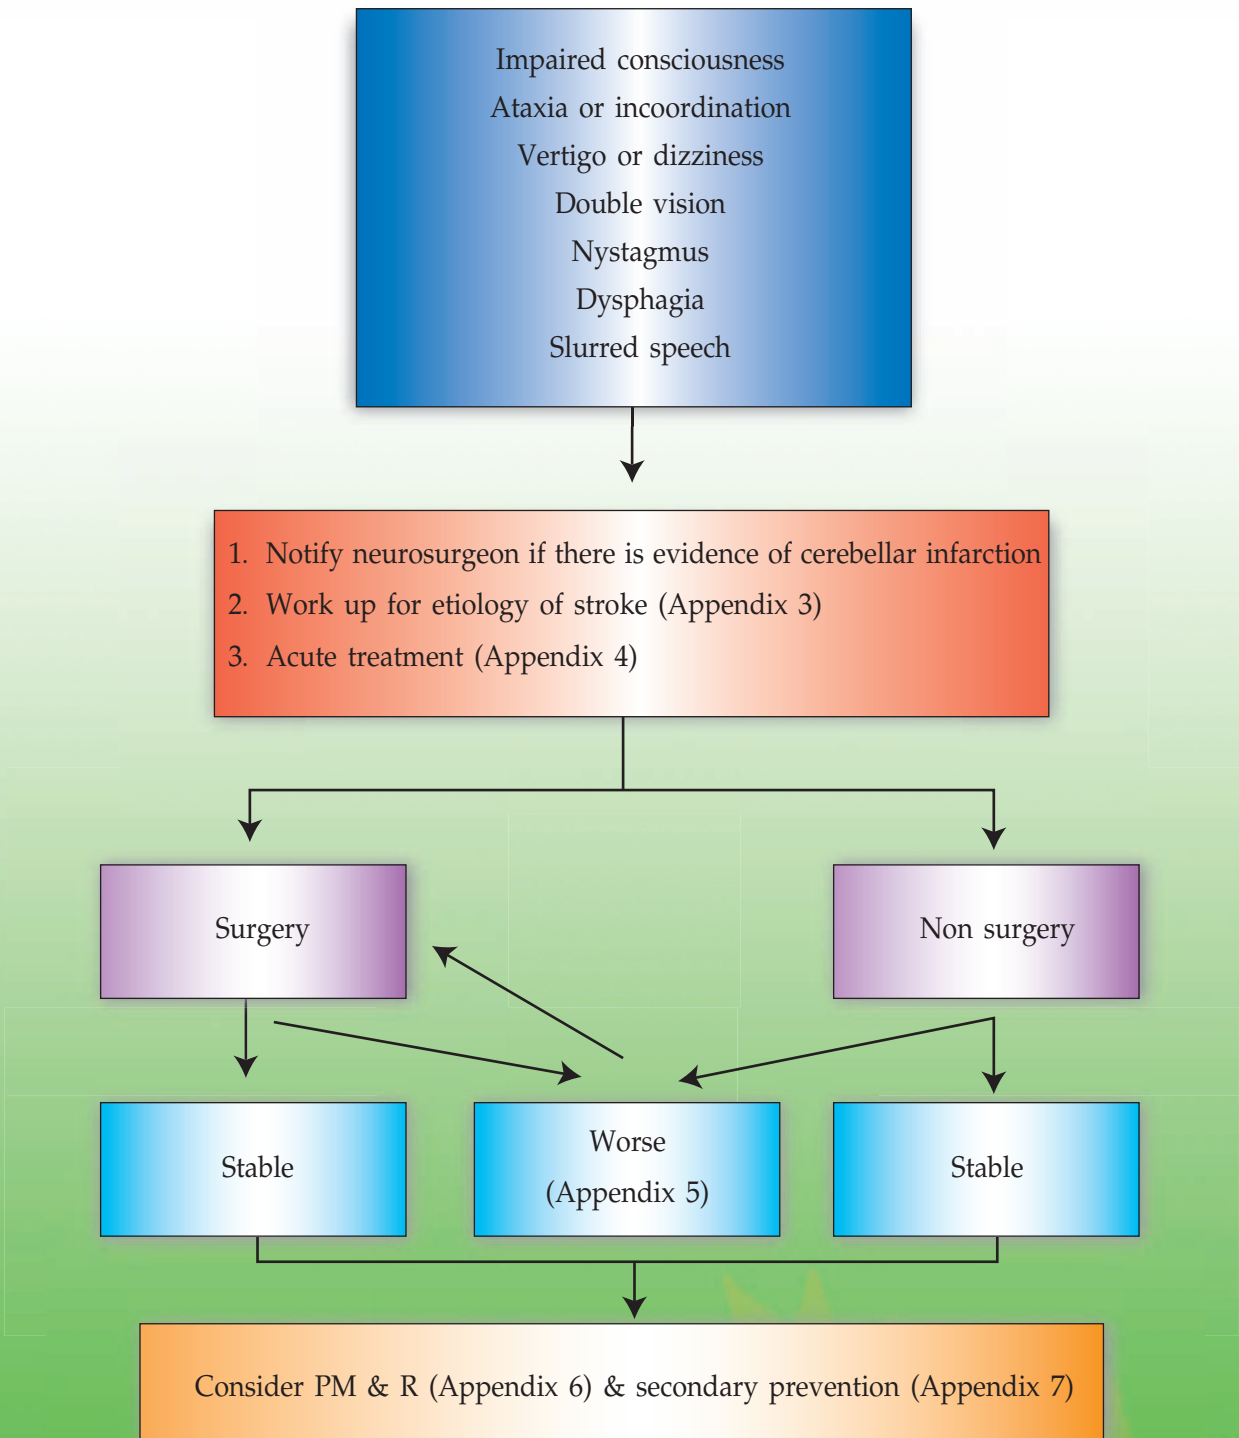 Impaired consciousness
Ataxia or incoordination
Vertigo or dizziness
Double vision
Nystagmus
Dysphagia
Slurred speech
1. Notify neurosurgeon if there is evidence of cerebellar infarction
2. Work up for etiology of stroke (Appendix 3)
3. Acute treatment (Appendix 4)
Surgery
Non surgery
Stable
Worse
(Appendix 5)
Stable
Consider PM & R (Appendix 6) & secondary prevention (Appendix 7)